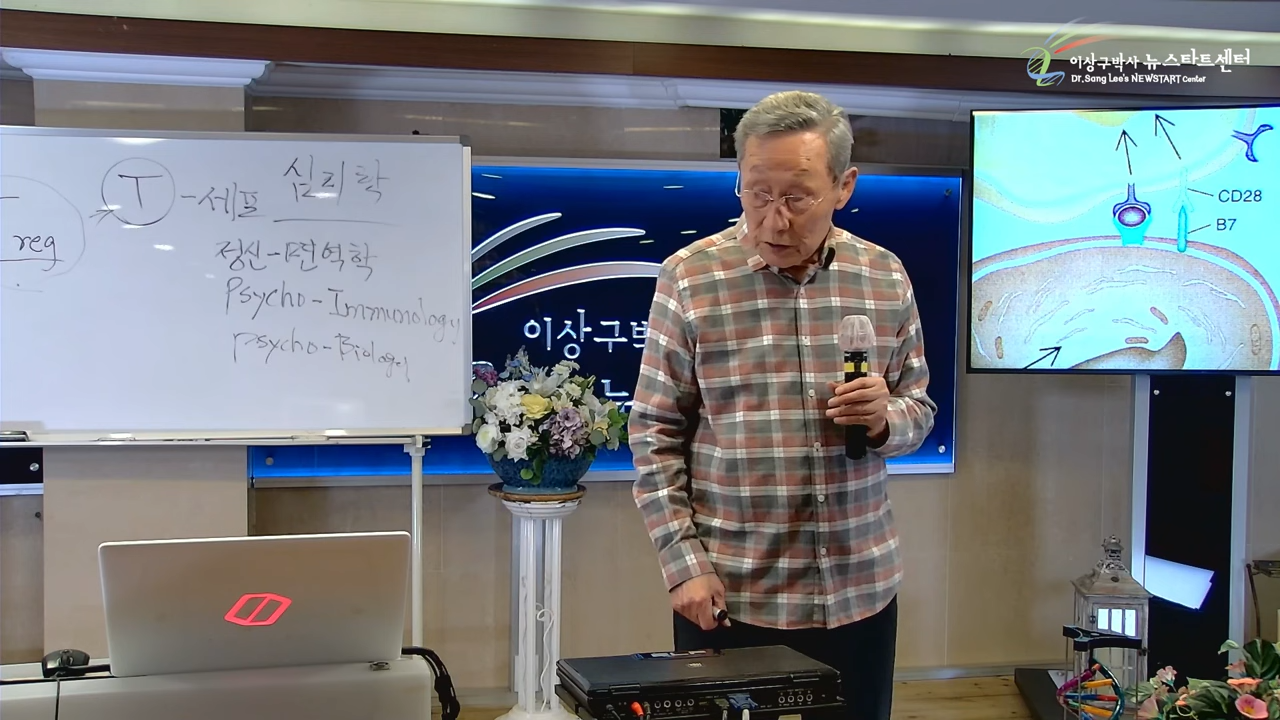 이상구박사 뉴스타트센터
Dr. Sang Lee's NEWSTART Center
T - 세포
심리학
reg
정신-면역학
Psycho-Immunology
Psycho-Biology
이상구박
뉴
CD28
B7